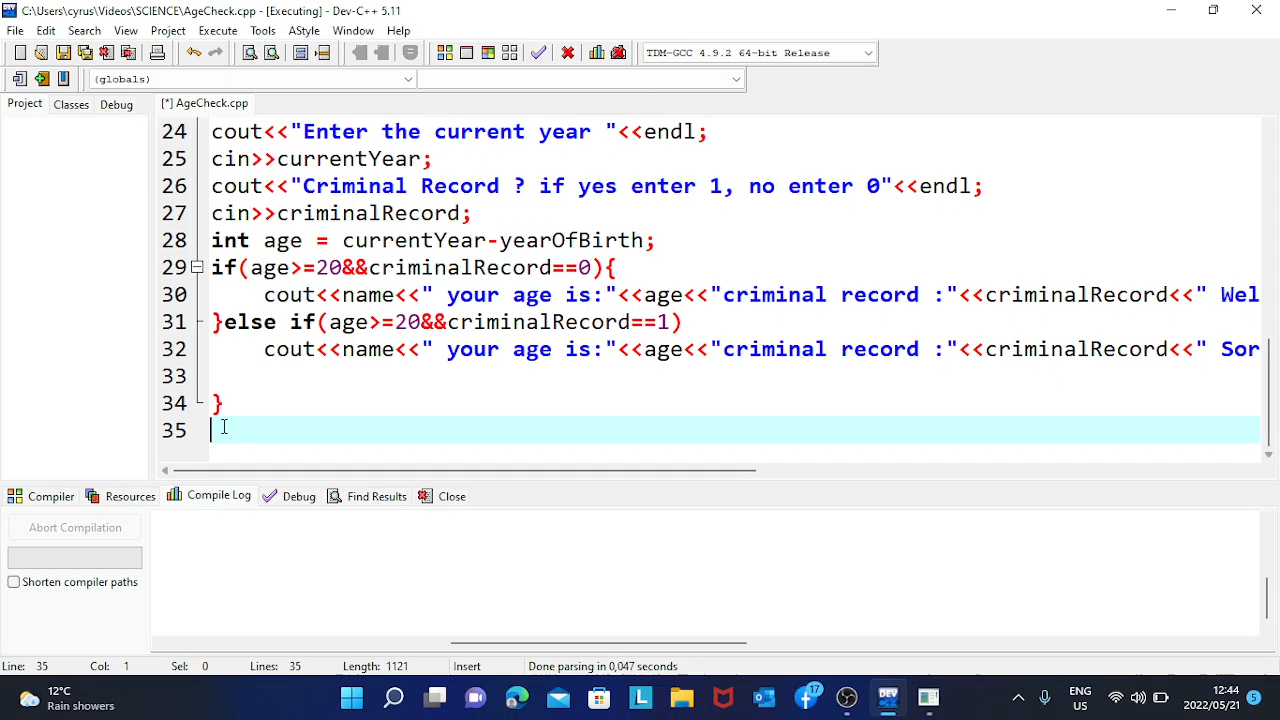 C:\Users\cyrus\Videos\SCIENCE\AgeCheck.cpp - [Executing] - Dev-C++ 5.11
File Edit Search View Project Execute Tools AStyle Window Help
TDM-GCC 4.9.2 64-bit Release
(globals)
Project Classes Debug [*] AgeCheck.cpp
24 cout<<"Enter the current year "<<endl;
25 cin>>currentYear;
26 cout<<"Criminal Record ? if yes enter 1, no enter 0"<<endl;
27 cin>>criminalRecord;
28 int age = currentYear-yearOfBirth;
29 if(age>=20&&criminalRecord==0){
30 cout<<name<<" your age is:"<<age<<"criminal record :"<<criminalRecord<<" Wel
31 }else if(age>=20&&criminalRecord==1)
32 cout<<name<<" your age is:"<<age<<"criminal record :"<<criminalRecord<<" Sor
33
34 }
35
Compiler Resources Compile Log Debug Find Results Close
Abort Compilation
Shorten compiler paths
Line: 35 Col: 1 Sel: 0 Lines: 35 Length: 1121 Insert Done parsing in 0,047 seconds
12°C
Rain showers
17
DEV
ENG
US
12:44
2022/05/21
5